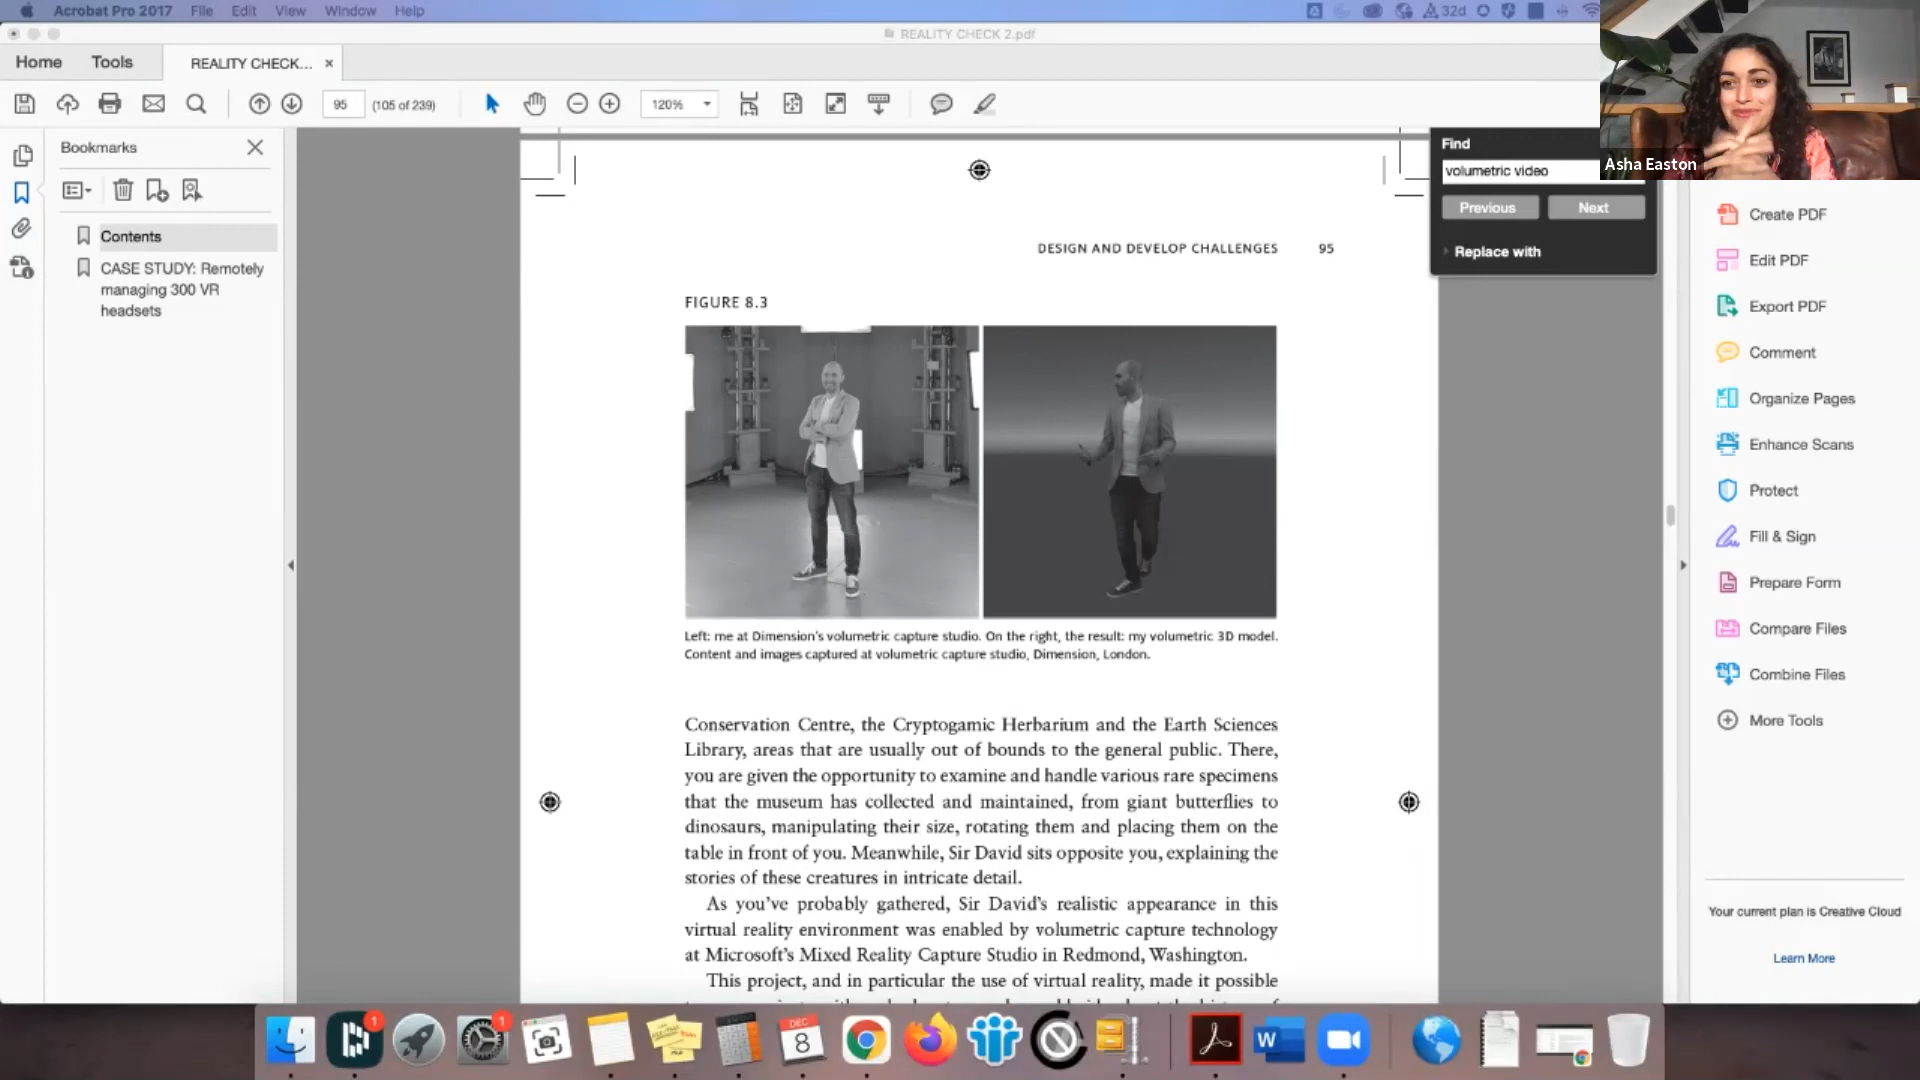 Acrobat Pro 2017 File Edit View Window Help
32d
REALITY CHECK 2.pdf
Home Tools REALITY CHECK... ×
95 (105 of 239) 120%
Asha Easton
Bookmarks
Contents
CASE STUDY: Remotely
managing 300 VR
headsets
Find
volumetric video
Previous Next
Replace with
DESIGN AND DEVELOP CHALLENGES 95
FIGURE 8.3
Left: me at Dimension's volumetric capture studio. On the right, the result: my volumetric 3D model.
Content and images captured at volumetric capture studio, Dimension, London.
Conservation Centre, the Cryptogamic Herbarium and the Earth Sciences
Library, areas that are usually out of bounds to the general public. There,
you are given the opportunity to examine and handle various rare specimens
that the museum has collected and maintained, from giant butterflies to
dinosaurs, manipulating their size, rotating them and placing them on the
table in front of you. Meanwhile, Sir David sits opposite you, explaining the
stories of these creatures in intricate detail.
As you've probably gathered, Sir David's realistic appearance in this
virtual reality environment was enabled by volumetric capture technology
at Microsoft's Mixed Reality Capture Studio in Redmond, Washington.
This project, and in particular the use of virtual reality, made it possible
Create PDF
Edit PDF
Export PDF
Comment
Organize Pages
Enhance Scans
Protect
Fill & Sign
Prepare Form
Compare Files
Combine Files
More Tools
Your current plan is Creative Cloud
Learn More
1
1
DEC
8
W